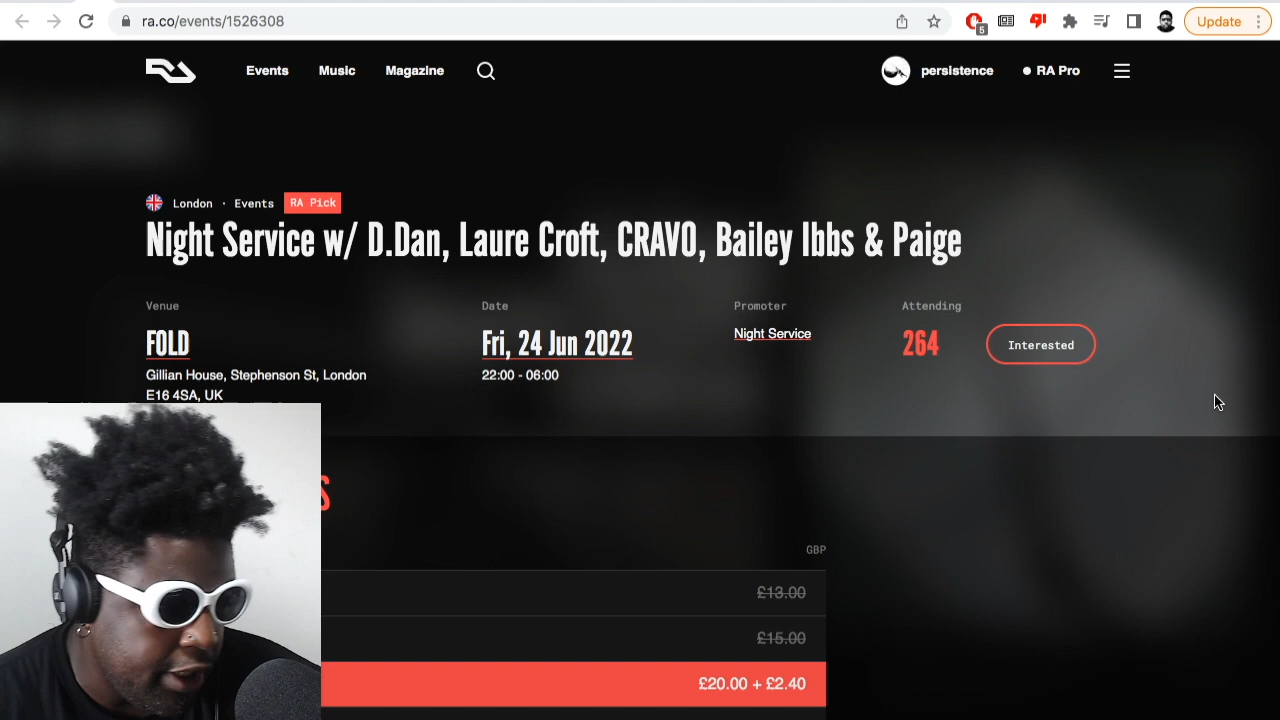 ra.co/events/1526308
5
Update
Events Music Magazine
persistence
RA Pro
London · Events RA Pick
Night Service w/ D.Dan, Laure Croft, CRAVO, Bailey Ibbs & Paige
Venue Date Promoter Attending
FOLD Fri, 24 Jun 2022 Night Service 264 Interested
Gillian House, Stephenson St, London 22:00 - 06:00
E16 4SA, UK
S
GBP
£13.00
£15.00
£20.00 + £2.40